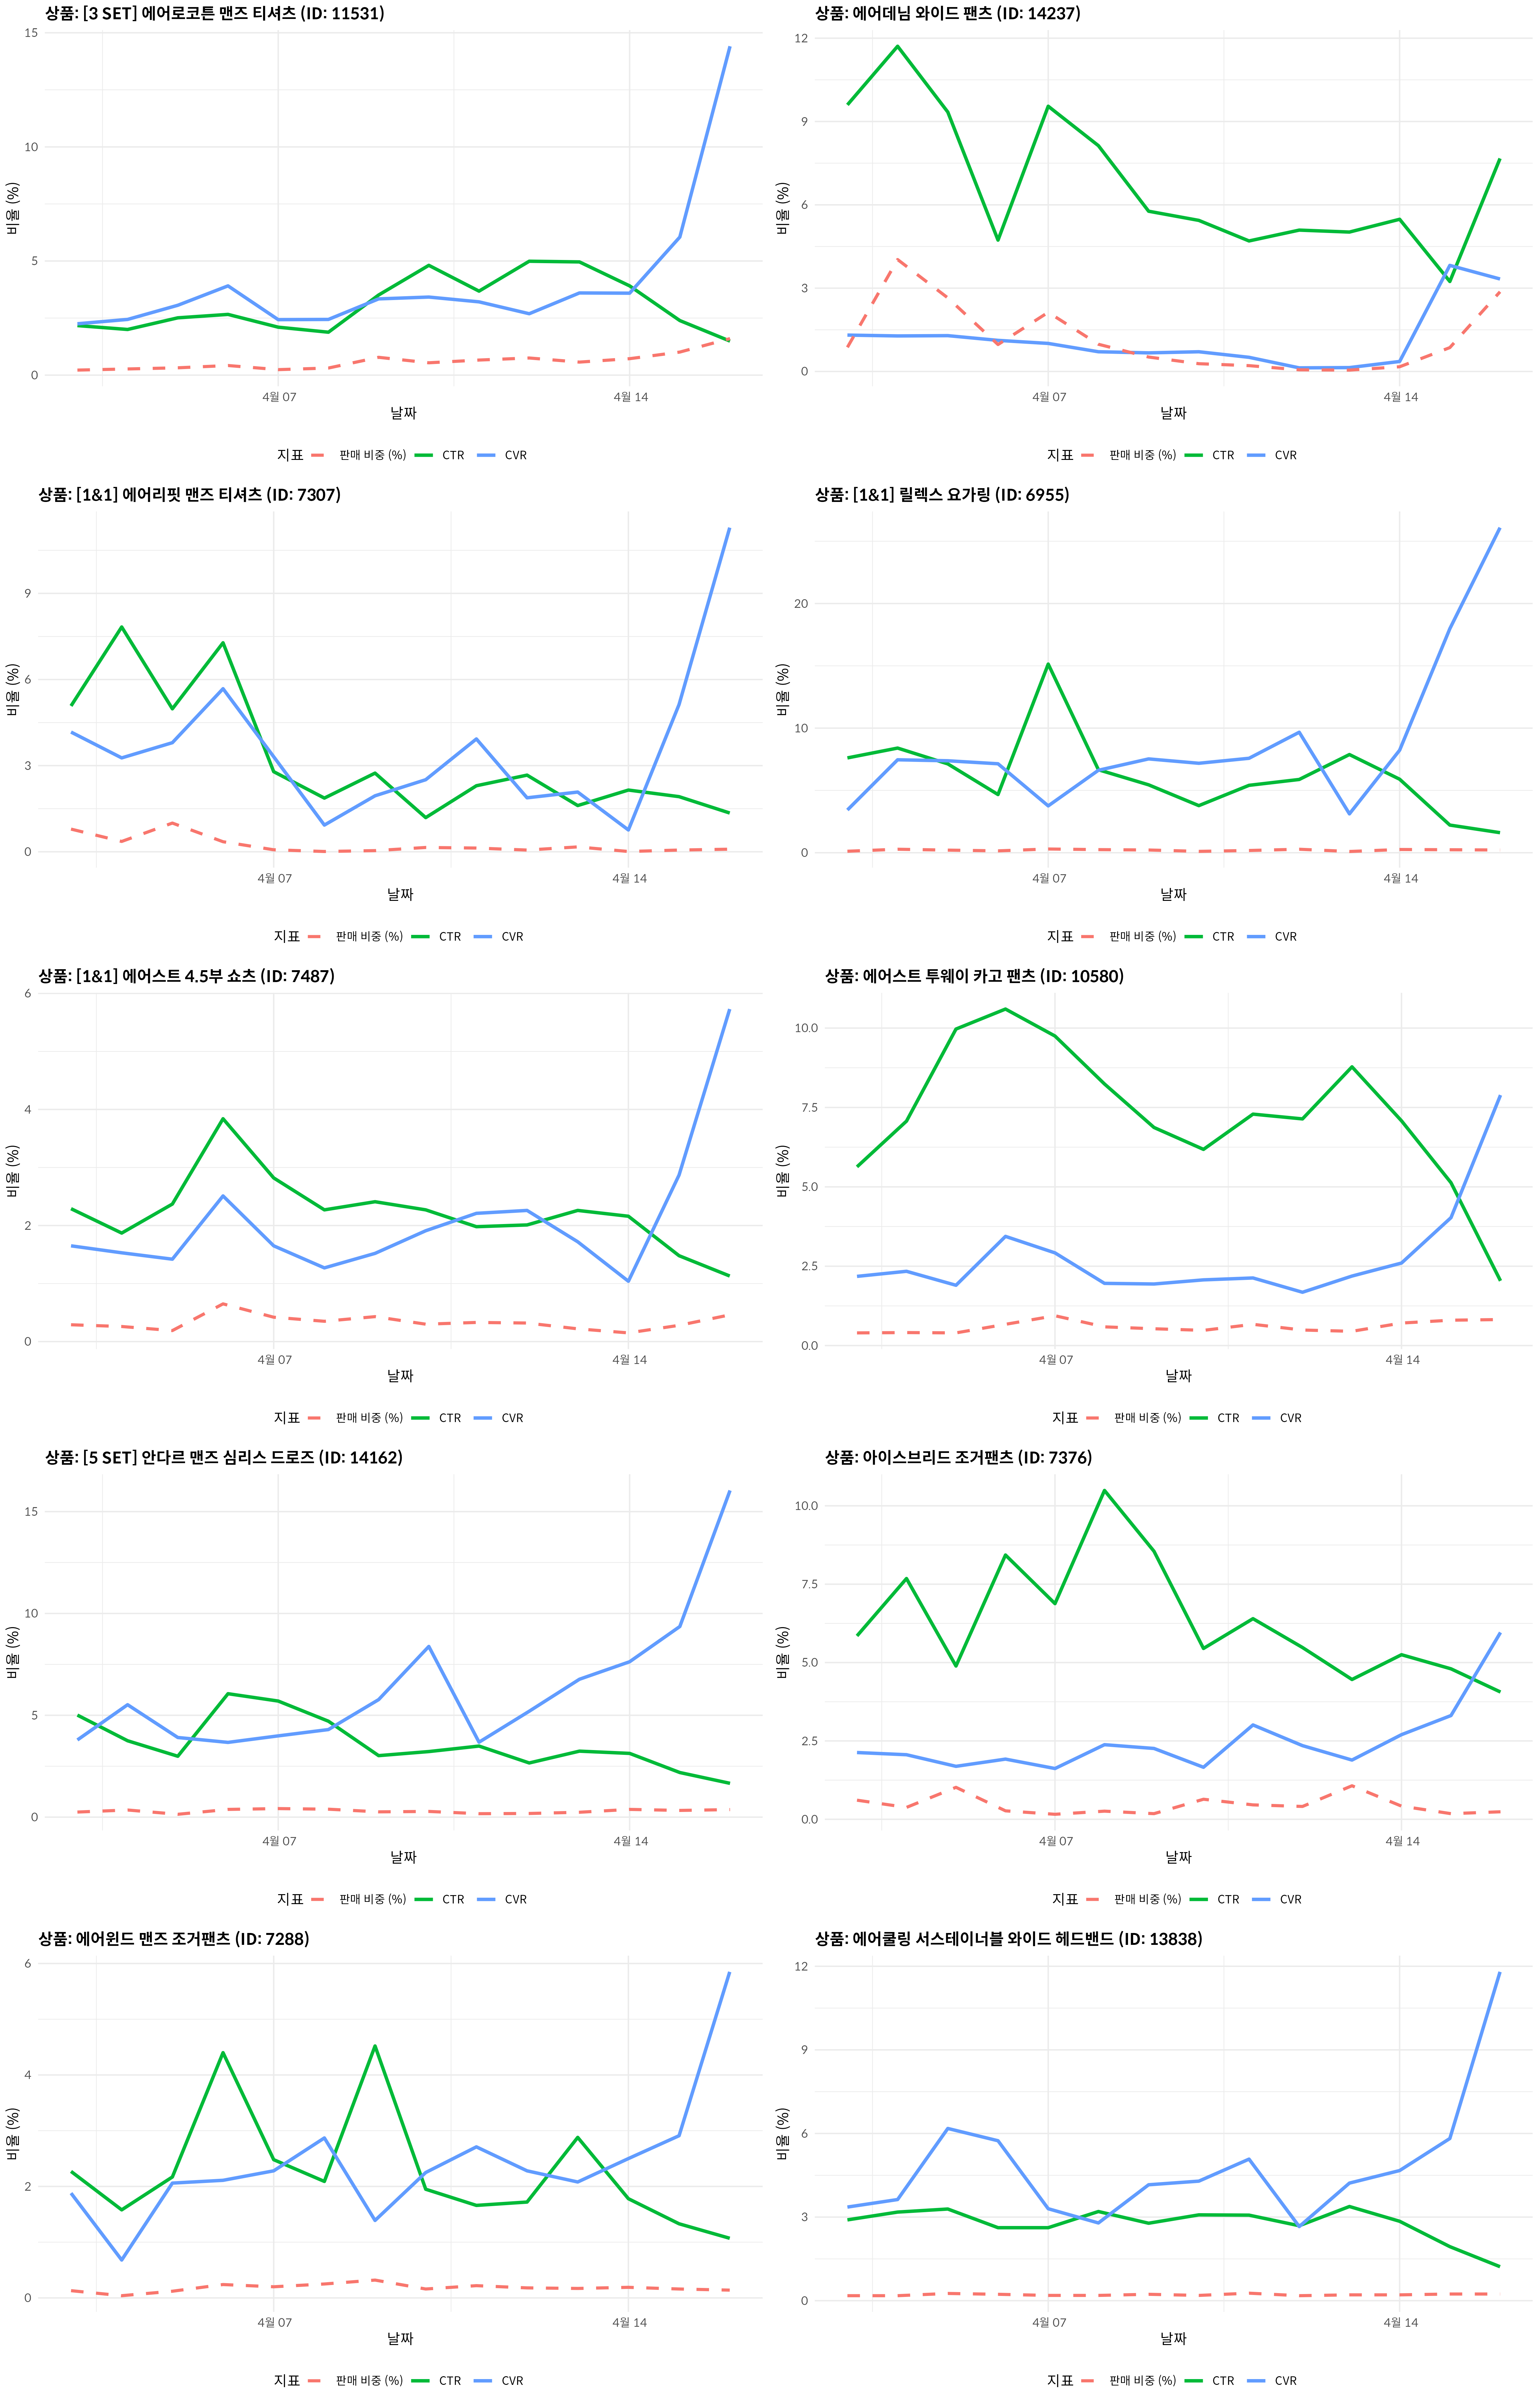 상품: [3 SET] 에어로코튼 맨즈 티셔츠 (ID: 11531)
15
10
5
0
비율 (%)
4월 07
4월 14
날짜
지표 판매 비중 (%) CTR CVR
상품: 에어데님 와이드 팬츠 (ID: 14237)
12
9
6
3
0
비율 (%)
4월 07
4월 14
날짜
지표 판매 비중 (%) CTR CVR
상품: [1&1] 에어리핏 맨즈 티셔츠 (ID: 7307)
9
6
3
0
비율 (%)
4월 07
4월 14
날짜
지표 판매 비중 (%) CTR CVR
상품: [1&1] 릴렉스 요가링 (ID: 6955)
20
10
0
비율 (%)
4월 07
4월 14
날짜
지표 판매 비중 (%) CTR CVR
상품: [1&1] 에어스트 4.5부 쇼츠 (ID: 7487)
6
4
2
0
비율 (%)
4월 07
4월 14
날짜
지표 판매 비중 (%) CTR CVR
상품: 에어스트 투웨이 카고 팬츠 (ID: 10580)
10.0
7.5
5.0
2.5
0.0
비율 (%)
4월 07
4월 14
날짜
지표 판매 비중 (%) CTR CVR
상품: [5 SET] 안다르 맨즈 심리스 드로즈 (ID: 14162)
15
10
5
0
비율 (%)
4월 07
4월 14
날짜
지표 판매 비중 (%) CTR CVR
상품: 아이스브리드 조거팬츠 (ID: 7376)
10.0
7.5
5.0
2.5
0.0
비율 (%)
4월 07
4월 14
날짜
지표 판매 비중 (%) CTR CVR
상품: 에어윈드 맨즈 조거팬츠 (ID: 7288)
6
4
2
0
비율 (%)
4월 07
4월 14
날짜
지표 판매 비중 (%) CTR CVR
상품: 에어쿨링 서스테이너블 와이드 헤드밴드 (ID: 13838)
12
9
6
3
0
비율 (%)
4월 07
4월 14
날짜
지표 판매 비중 (%) CTR CVR